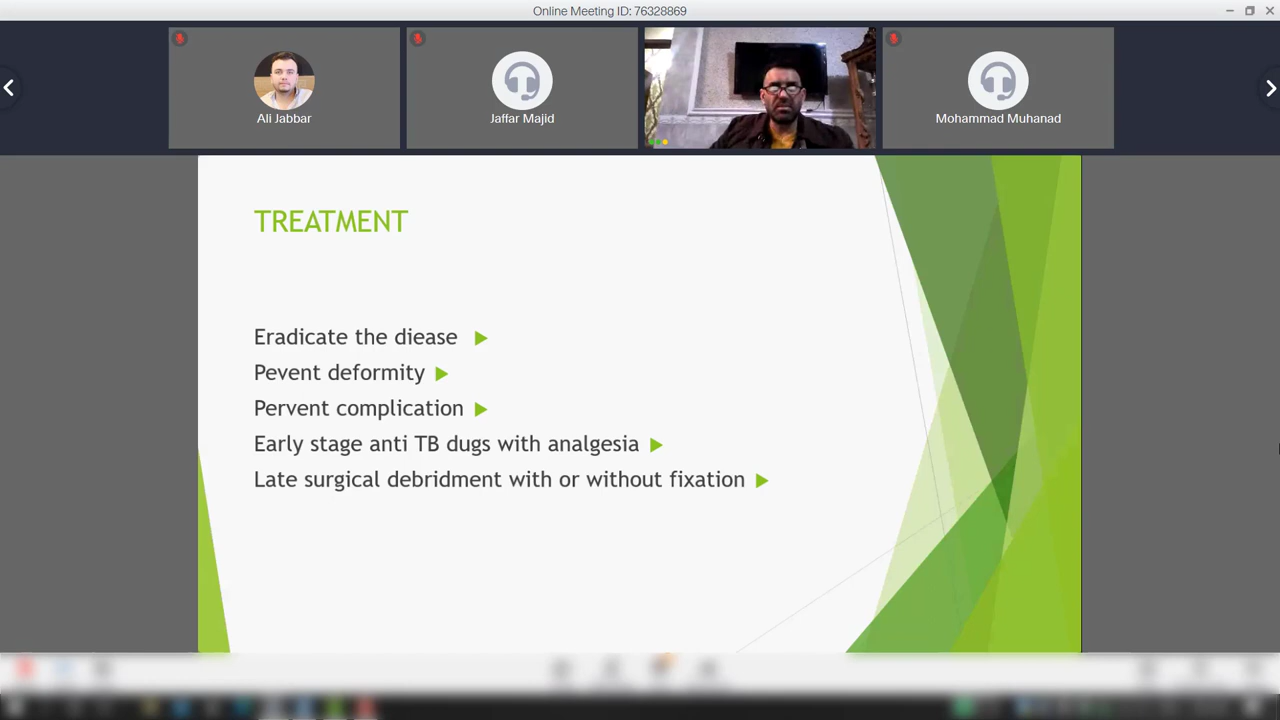 Online Meeting ID: 76328869
Ali Jabbar
Jaffar Majid
Mohammad Muhanad
TREATMENT
Eradicate the diease
Pevent deformity
Pervent complication
Early stage anti TB dugs with analgesia
Late surgical debridment with or without fixation